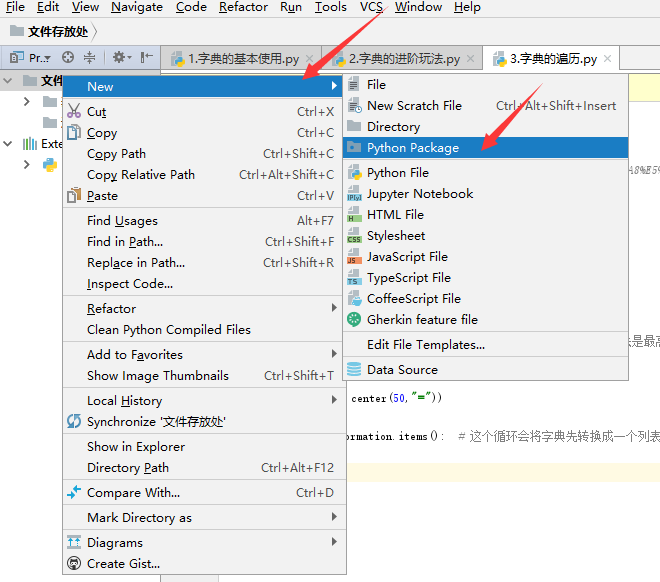 File Edit View Navigate Code Refactor Run Tools VCS Window Help
文件存放处
Pr... 1.字典的基本使用.py 2.字典的进阶玩法.py 3.字典的遍历.py
文件
Exte
New
Cut Ctrl+X
Copy Ctrl+C
Copy Path Ctrl+Shift+C
Copy Relative Path Ctrl+Alt+Shift+C
Paste Ctrl+V
Find Usages Alt+F7
Find in Path... Ctrl+Shift+F
Replace in Path... Ctrl+Shift+R
Inspect Code...
Refactor
Clean Python Compiled Files
Add to Favorites
Show Image Thumbnails Ctrl+Shift+T
Local History
Synchronize '文件存放处'
Show in Explorer
Directory Path Ctrl+Alt+F12
Compare With... Ctrl+D
Mark Directory as
Diagrams
Create Gist...
File
New Scratch File Ctrl+Alt+Shift+Insert
Directory
Python Package
Python File
Jupyter Notebook
HTML File
Stylesheet
JavaScript File
TypeScript File
CoffeeScript File
Gherkin feature file
Edit File Templates...
Data Source
A8%E5%
是最高
center(50,"="))
formation.items(): # 这个循环会将字典先转换成一个列表